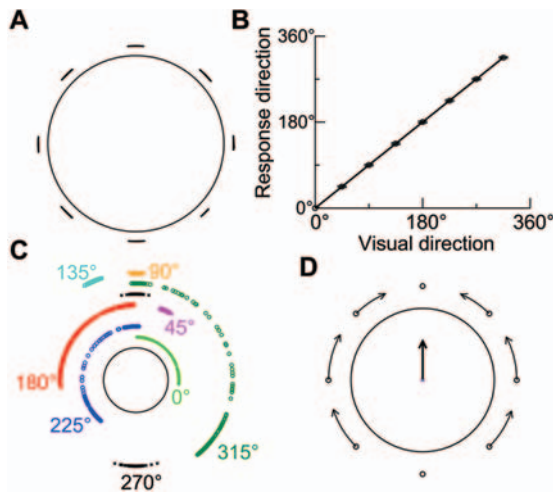 A
B
360°
180°
0°
Response direction
0° 180° 360°
Visual direction
C
135° 90°
45°
180° 0°
225°
315°
270°
D